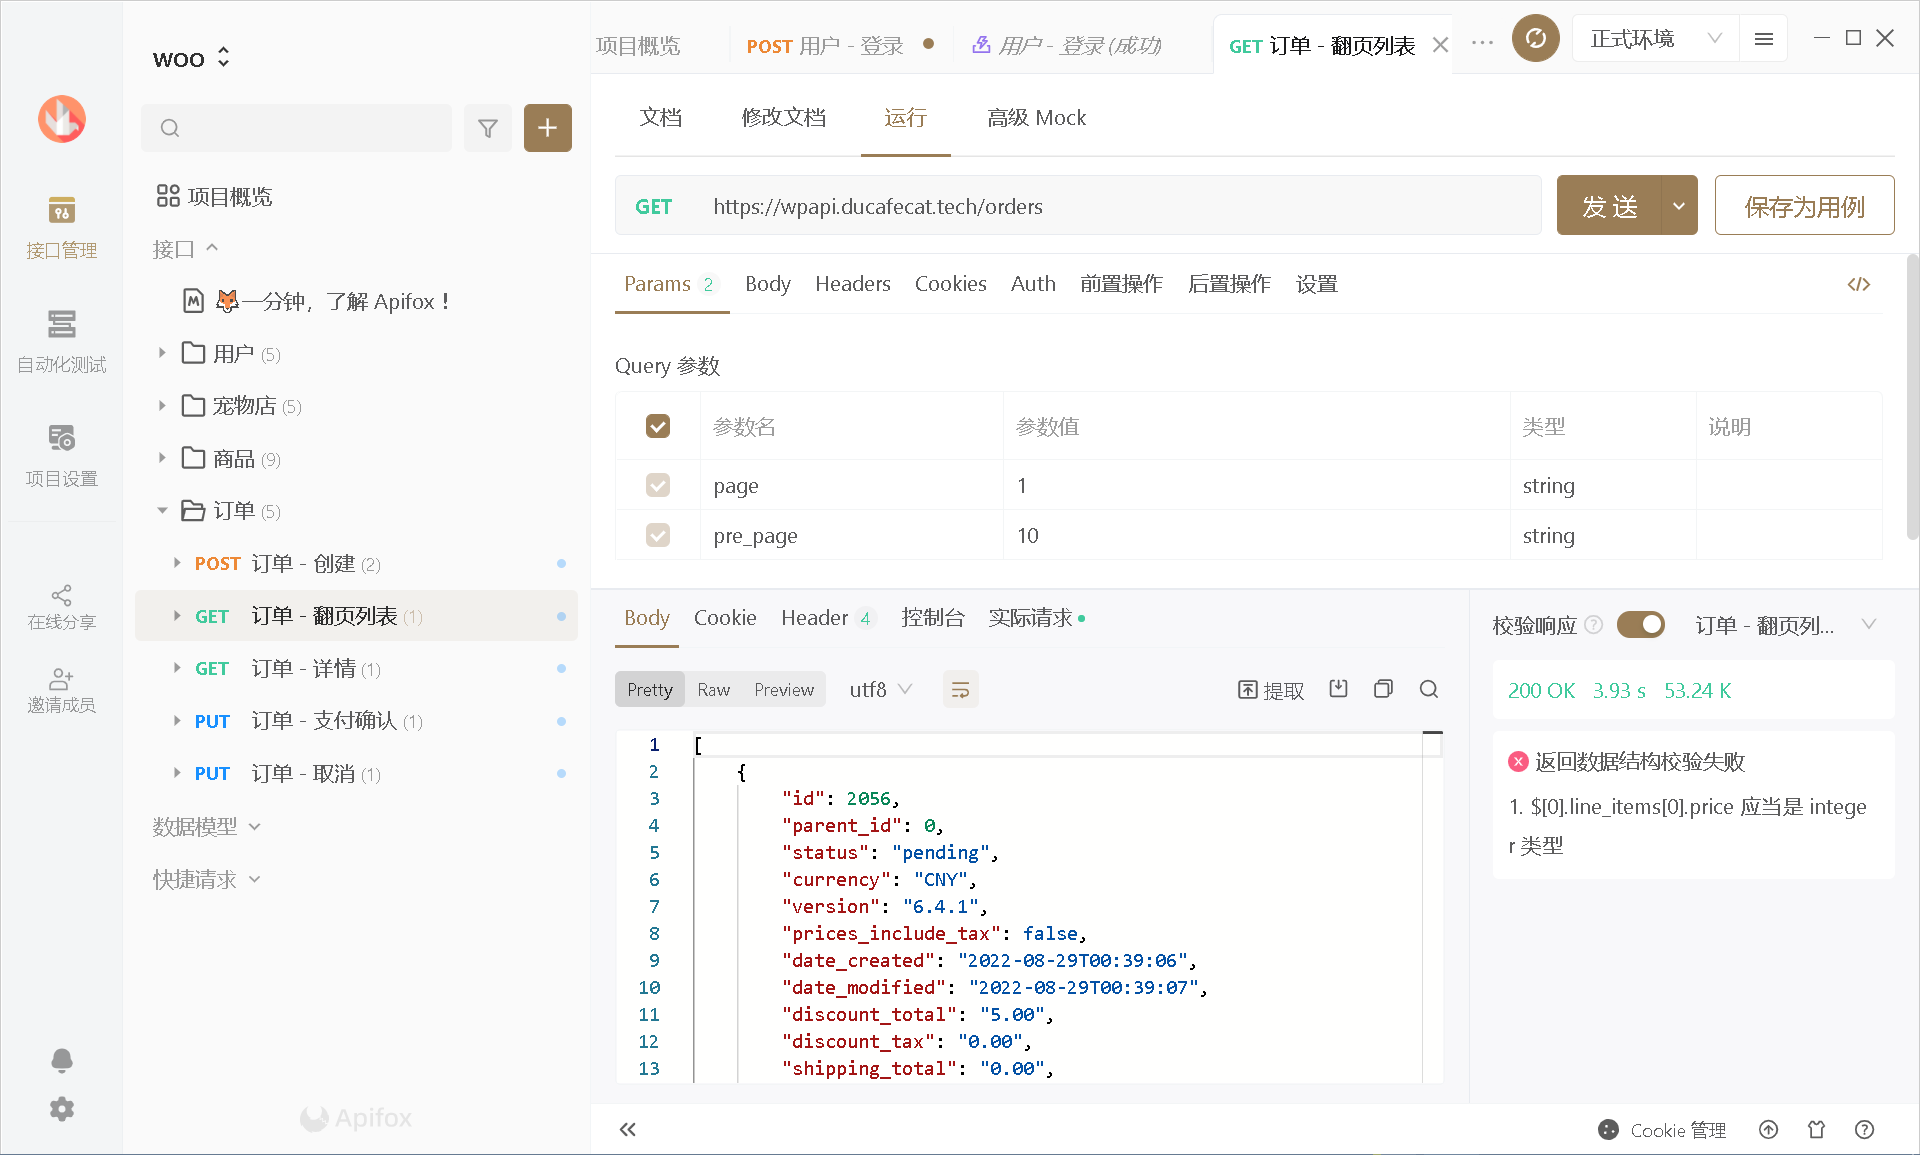 WOO
项目概览
POST 用户 - 登录
用户 - 登录 (成功)
GET 订单 - 翻页列表
正式环境
接口管理
自动化测试
项目设置
在线分享
邀请成员
项目概览
接口
一分钟，了解 Apifox！
用户 (5)
宠物店 (5)
商品 (9)
订单 (5)
POST 订单 - 创建 (2)
GET 订单 - 翻页列表 (1)
GET 订单 - 详情 (1)
PUT 订单 - 支付确认 (1)
PUT 订单 - 取消 (1)
数据模型
快捷请求
Apifox
文档 修改文档 运行 高级 Mock
GET https://wpapi.ducafecat.tech/orders
发 送
保存为用例
Params 2 Body Headers Cookies Auth 前置操作 后置操作 设置
Query 参数
参数名 参数值 类型 说明
page 1 string
pre_page 10 string
Body Cookie Header 4 控制台 实际请求
Pretty Raw Preview utf8
提取
1 [
2 {
3 "id": 2056,
4 "parent_id": 0,
5 "status": "pending",
6 "currency": "CNY",
7 "version": "6.4.1",
8 "prices_include_tax": false,
9 "date_created": "2022-08-29T00:39:06",
10 "date_modified": "2022-08-29T00:39:07",
11 "discount_total": "5.00",
12 "discount_tax": "0.00",
13 "shipping_total": "0.00",
校验响应
订单 - 翻页列...
200 OK 3.93 s 53.24 K
返回数据结构校验失败
1. $[0].line_items[0].price 应当是 intege
r 类型
Cookie 管理